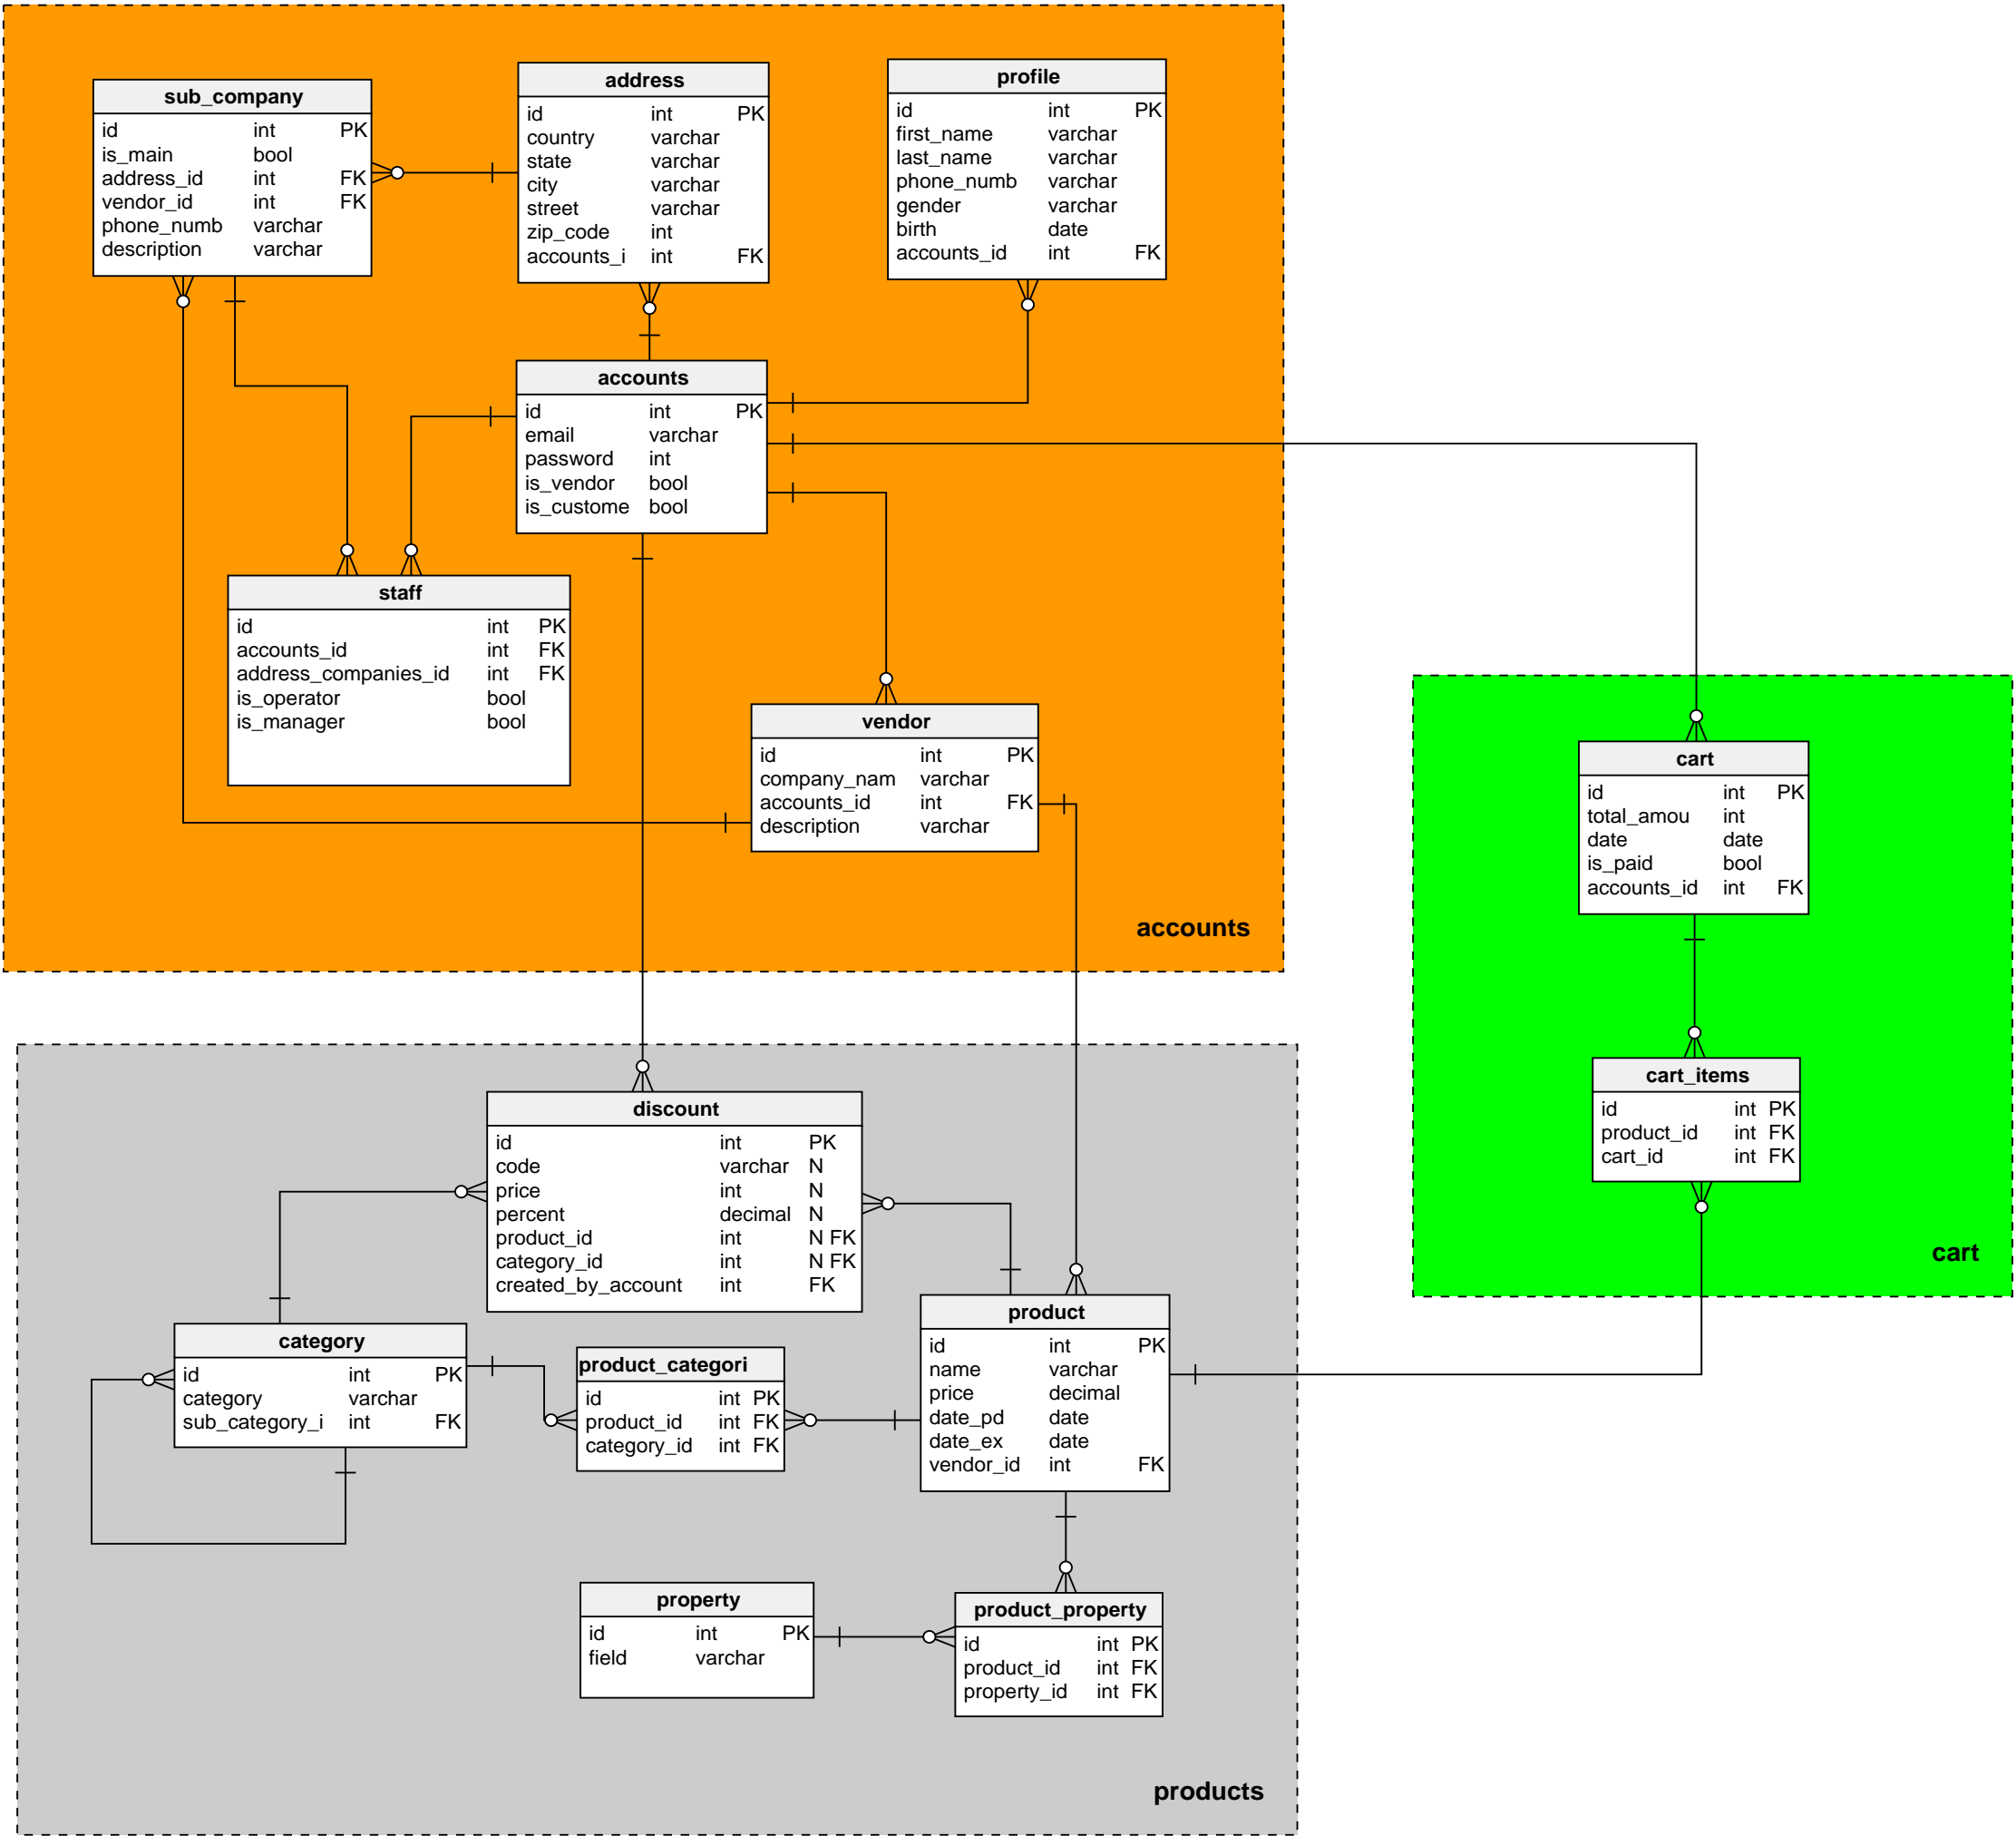 sub_company
id int PK
is_main bool
address_id int FK
vendor_id int FK
phone_numb varchar
description varchar
address
id int PK
country varchar
state varchar
city varchar
street varchar
zip_code int
accounts_i int FK
profile
id int PK
first_name varchar
last_name varchar
phone_numb varchar
gender varchar
birth date
accounts_id int FK
accounts
id int PK
email varchar
password int
is_vendor bool
is_custome bool
staff
id int PK
accounts_id int FK
address_companies_id int FK
is_operator bool
is_manager bool
vendor
id int PK
company_nam varchar
accounts_id int FK
description varchar
accounts
cart
id int PK
total_amou int
date date
is_paid bool
accounts_id int FK
cart_items
id int PK
product_id int FK
cart_id int FK
cart
discount
id int PK
code varchar N
price int N
percent decimal N
product_id int N FK
category_id int N FK
created_by_account int FK
category
id int PK
category varchar
sub_category_i int FK
product_categori
id int PK
product_id int FK
category_id int FK
product
id int PK
name varchar
price decimal
date_pd date
date_ex date
vendor_id int FK
property
id int PK
field varchar
product_property
id int PK
product_id int FK
property_id int FK
products